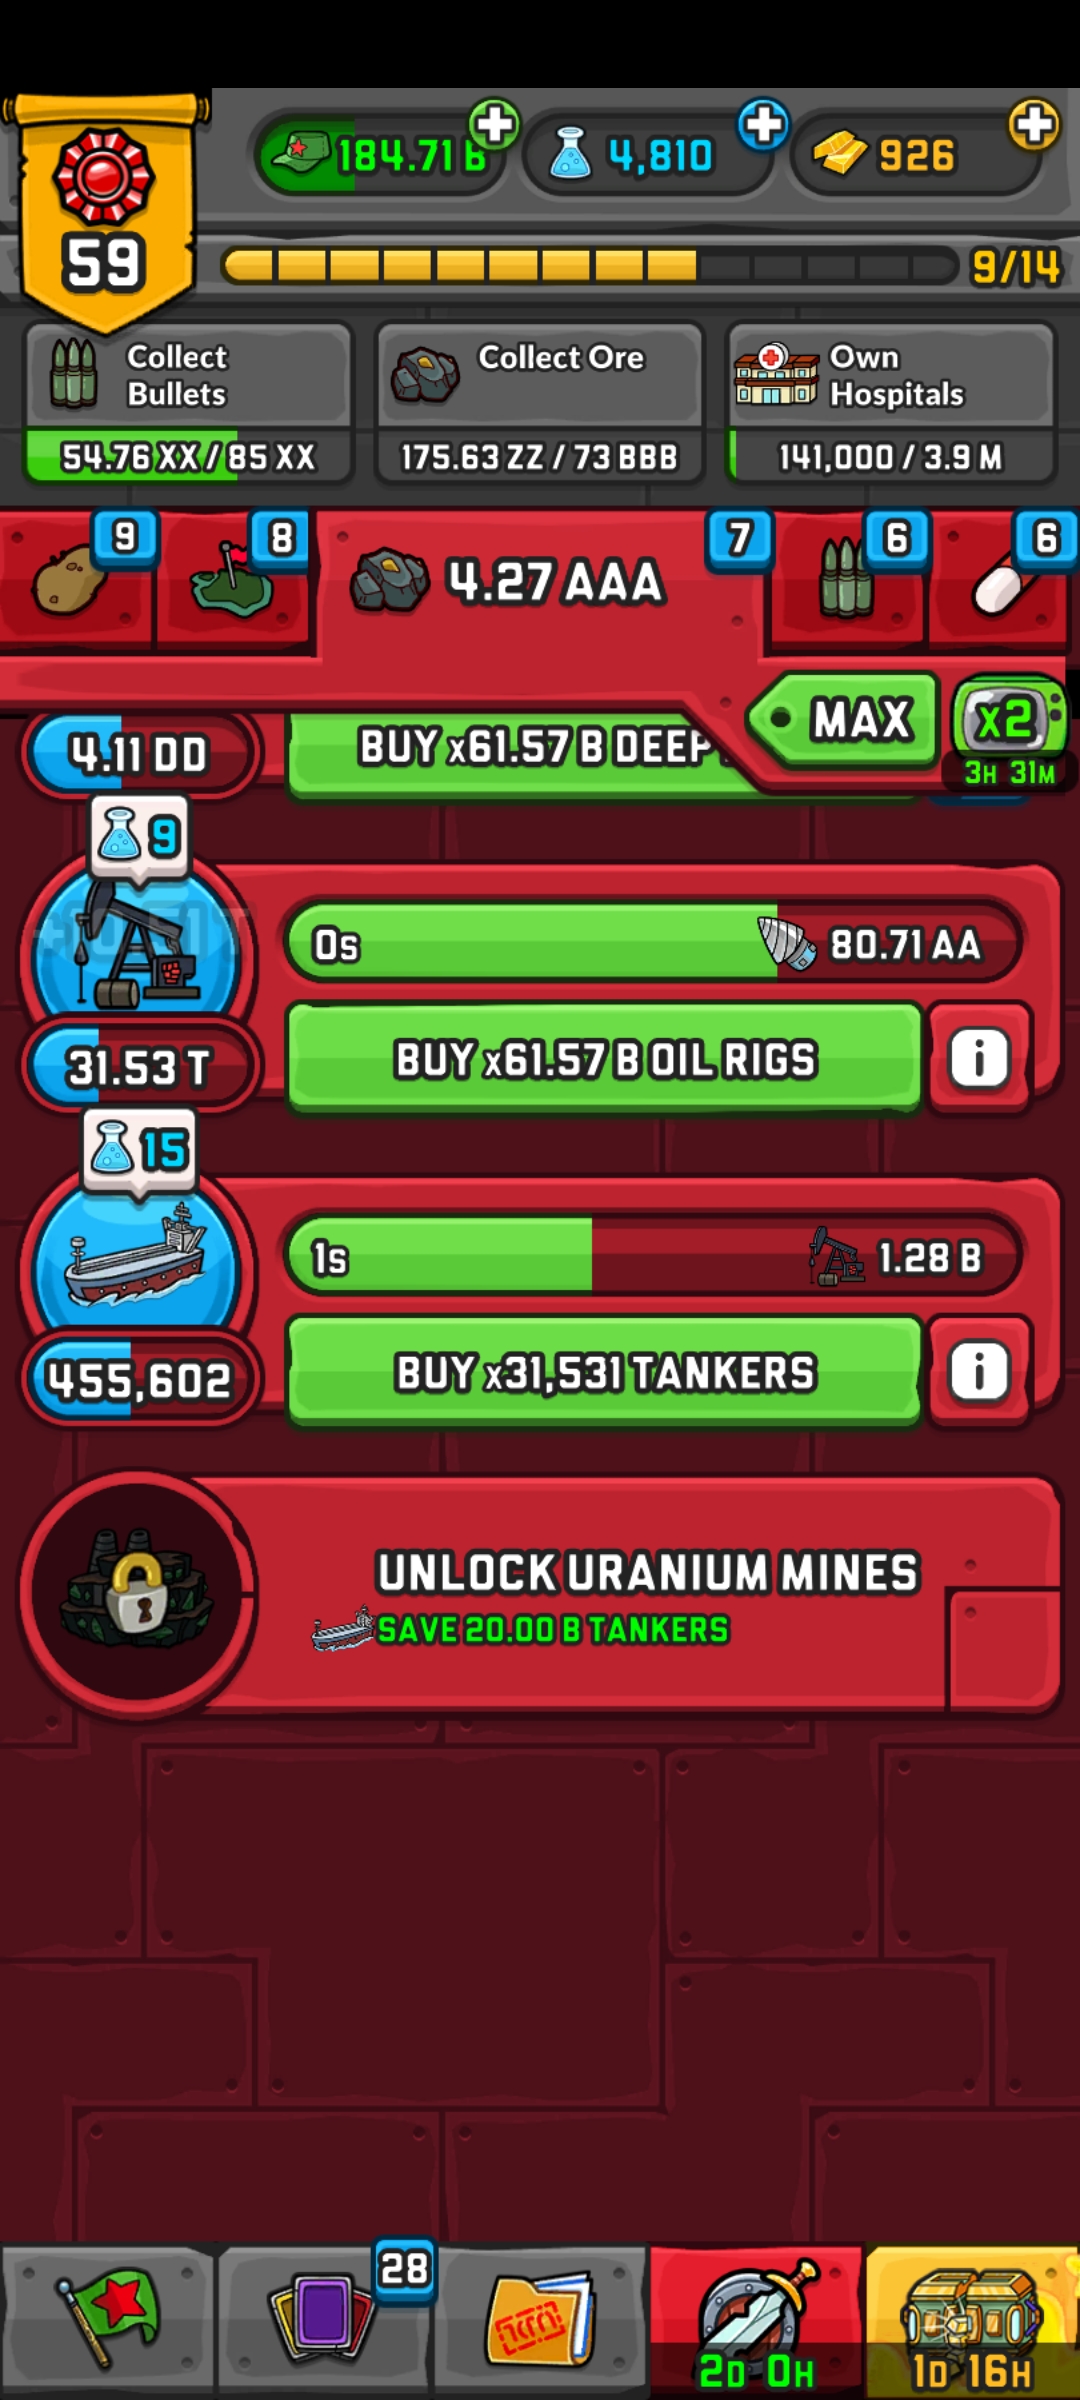 184.71 B
4,810
926
59
9/14
Collect
Bullets
54.76 XX / 85 XX
Collect Ore
175.63 ZZ / 73 BBB
Own
Hospitals
141,000 / 3.9 M
9
8
4.27 AAA
7
6
6
MAX
x2
3H 31M
4.11 DD
BUY x61.57 B DEEP
9
0s
80.71 AA
31.53 T
BUY x61.57 B OIL RIGS
i
15
1s
1.28 B
455,602
BUY x31,531 TANKERS
i
UNLOCK URANIUM MINES
SAVE 20.00 B TANKERS
28
2D 0H
1D 16H